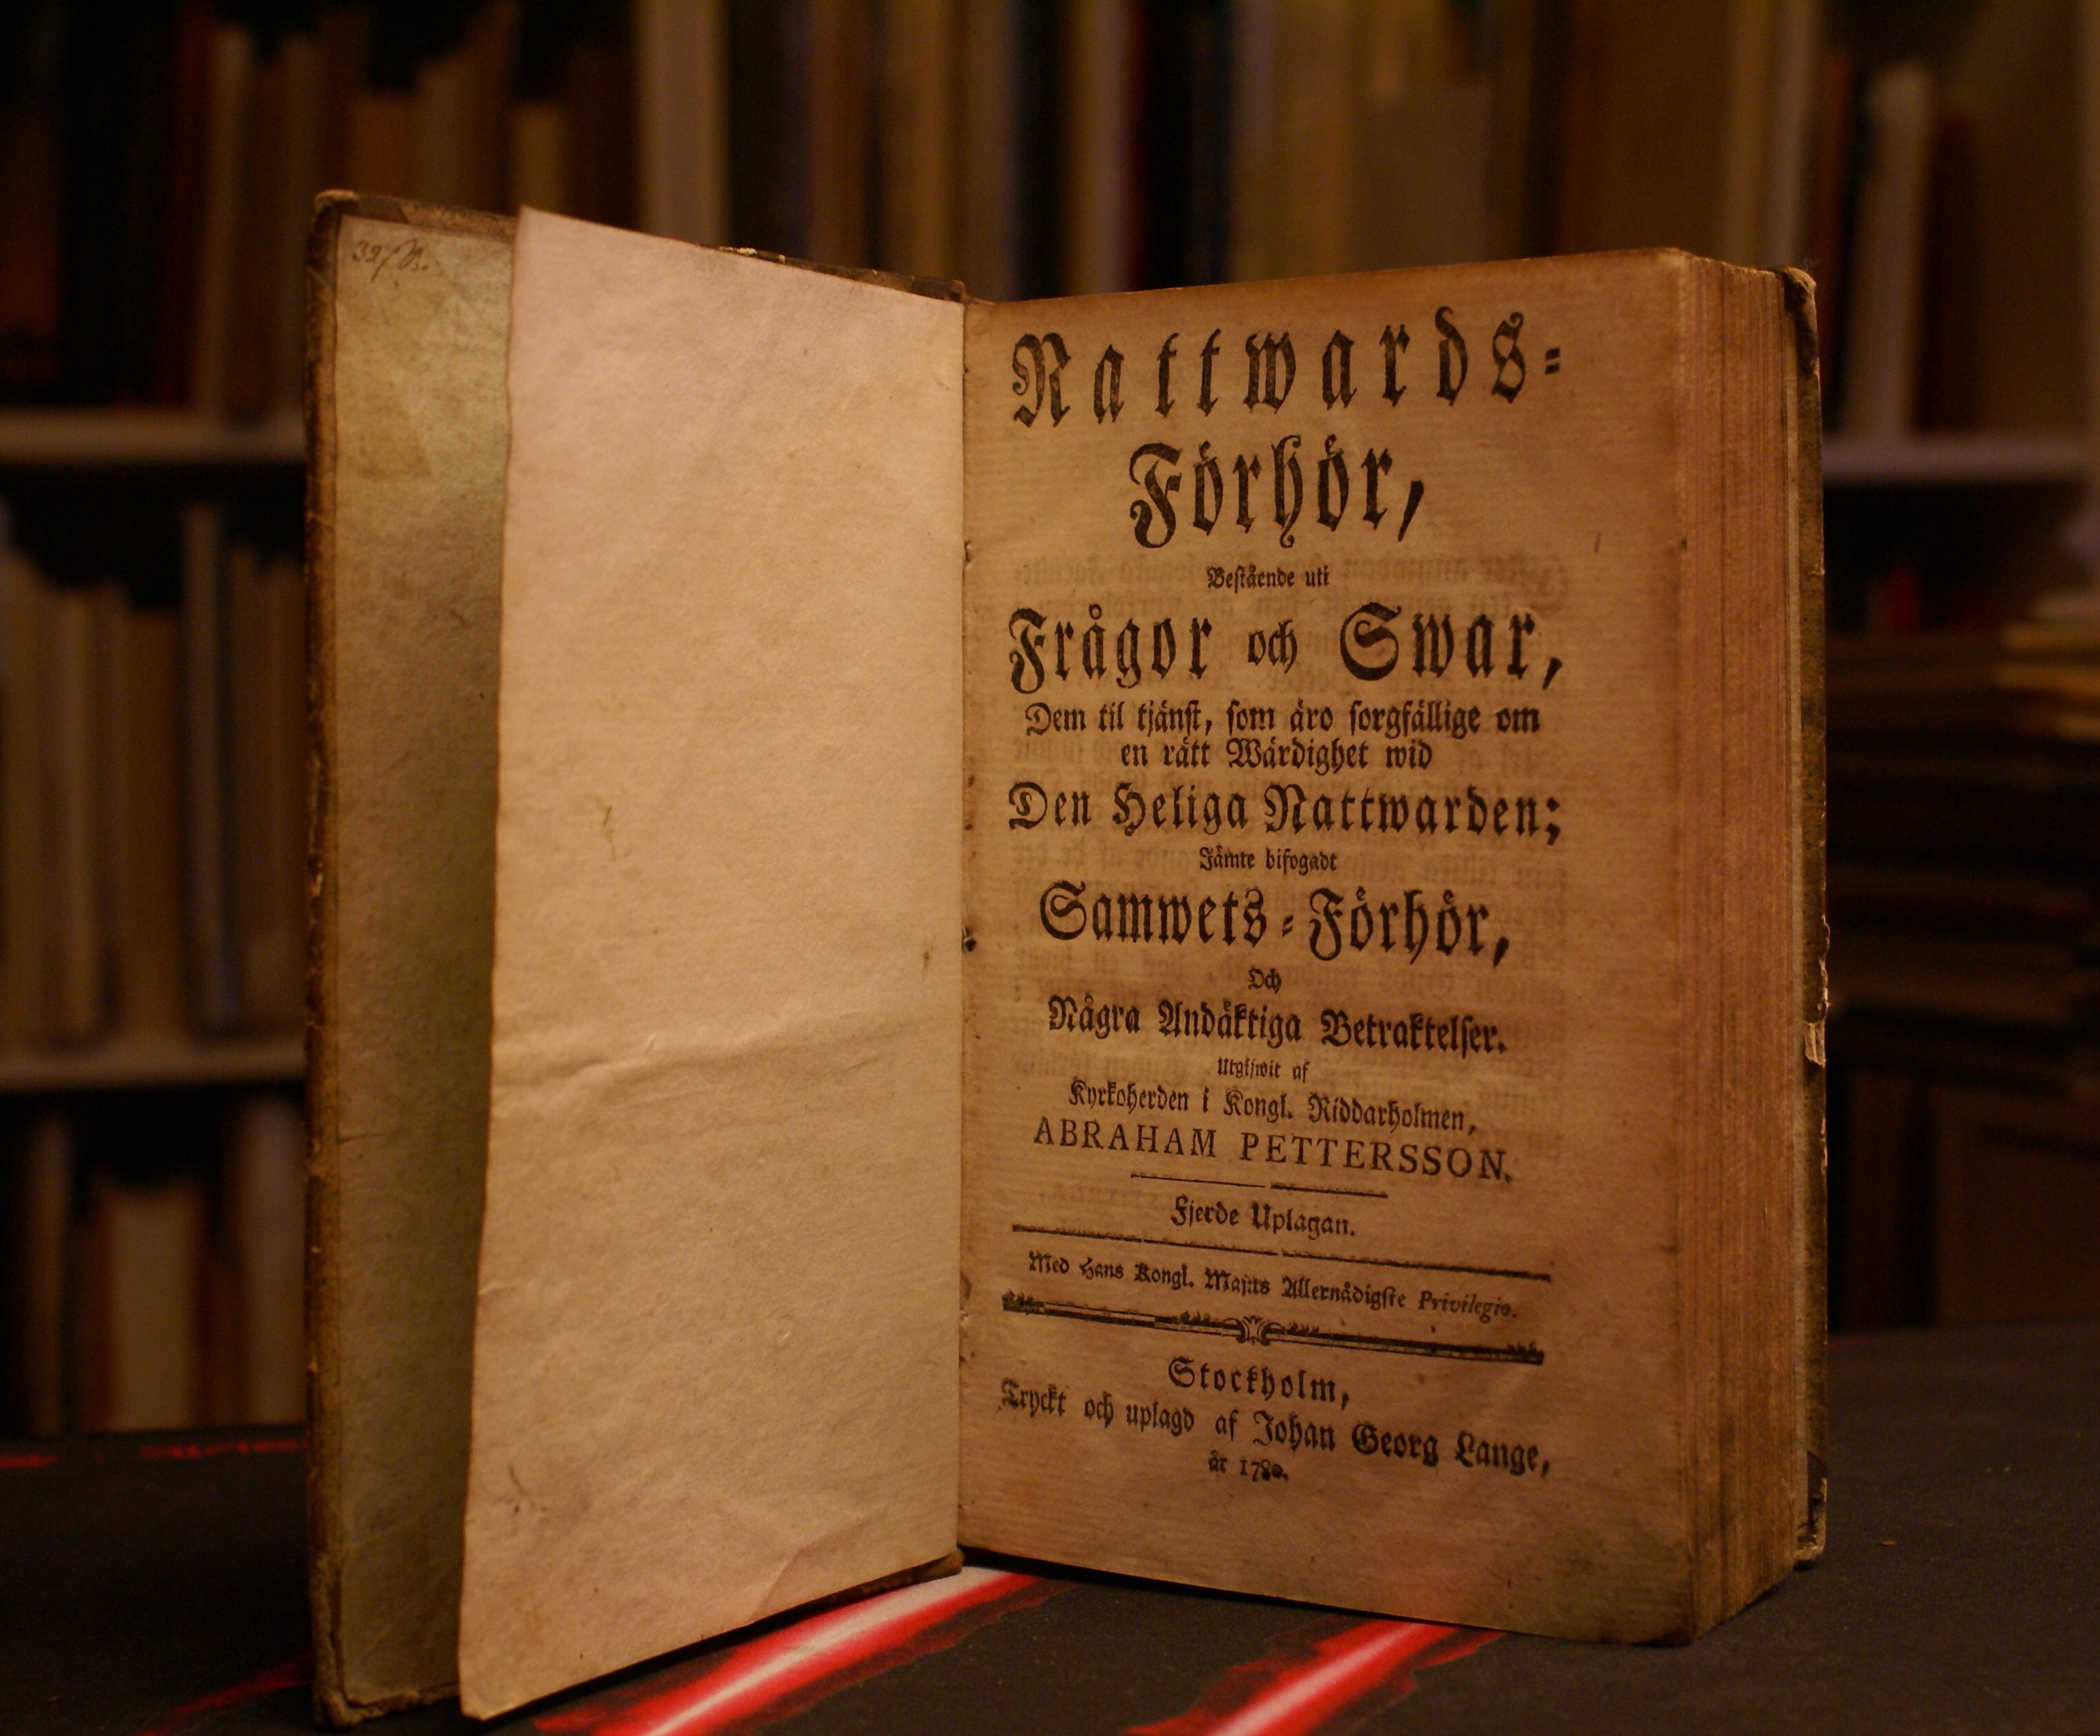 Nattwards-
Förhör,
Bestående uti
Frågor och Swar,
Dem til tjänst, som äro sorgfällige om
en rätt Wärdighet wid
Den Heliga Nattwarden;
Jämte bifogadt
Samwets-Förhör,
Och
Några Andäktiga Betraktelser.
Utgifwit af
Kyrkoherden i Kongl. Riddarholmen,
ABRAHAM PETTERSSON.
Fjerde Uplagan.
Med Hans Kongl. Maj:ts Allernådigste Privilegio.
Stockholm,
Tryckt och uplagd af Johan Georg Lange,
år 1780.